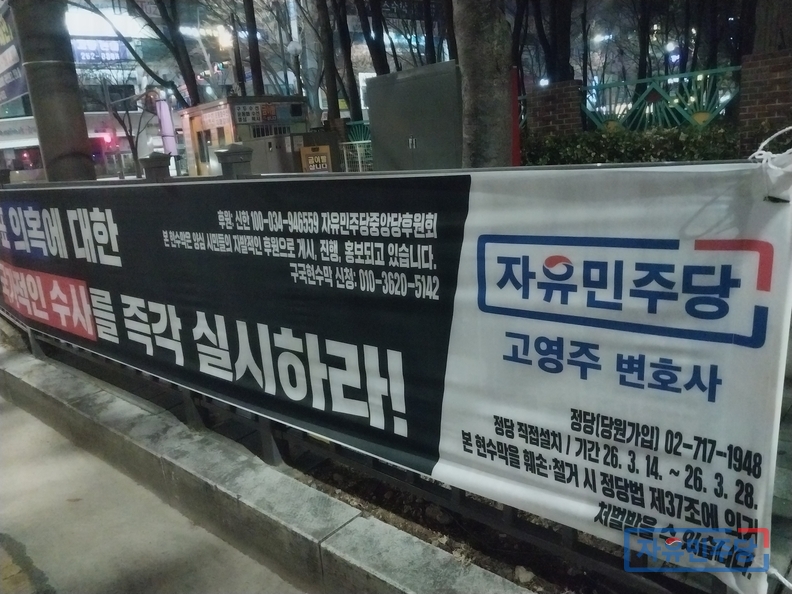 의혹에 대한
수사를 즉각 실시하라!
후원: 신한 100-034-946559 자유민주당중앙당후원회
본 현수막은 양심 시민들의 자발적인 후원으로 게시, 진행, 홍보되고 있습니다.
구국현수막 신청: 010-3620-5142
자유민주당
고영주 변호사
정당(당원가입) 02-717-1948
정당 직접설치 / 기간 26. 3. 14. ~ 26. 3. 28.
본 현수막을 훼손·철거 시 정당법 제37조에 의거
처벌받을 수
자유민주당